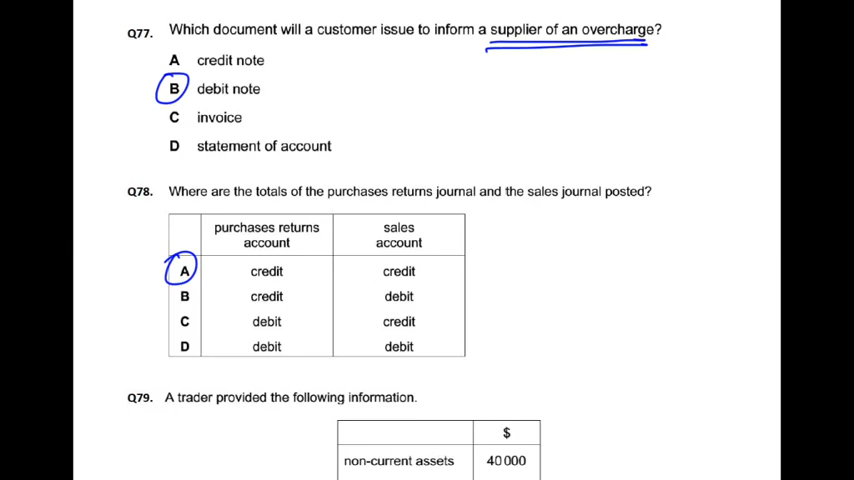 Q77. Which document will a customer issue to inform a supplier of an overcharge?
A credit note
B debit note
C invoice
D statement of account
Q78. Where are the totals of the purchases returns journal and the sales journal posted?
purchases returns account sales account
A credit credit
B credit debit
C debit credit
D debit debit
Q79. A trader provided the following information.
$
non-current assets 40 000